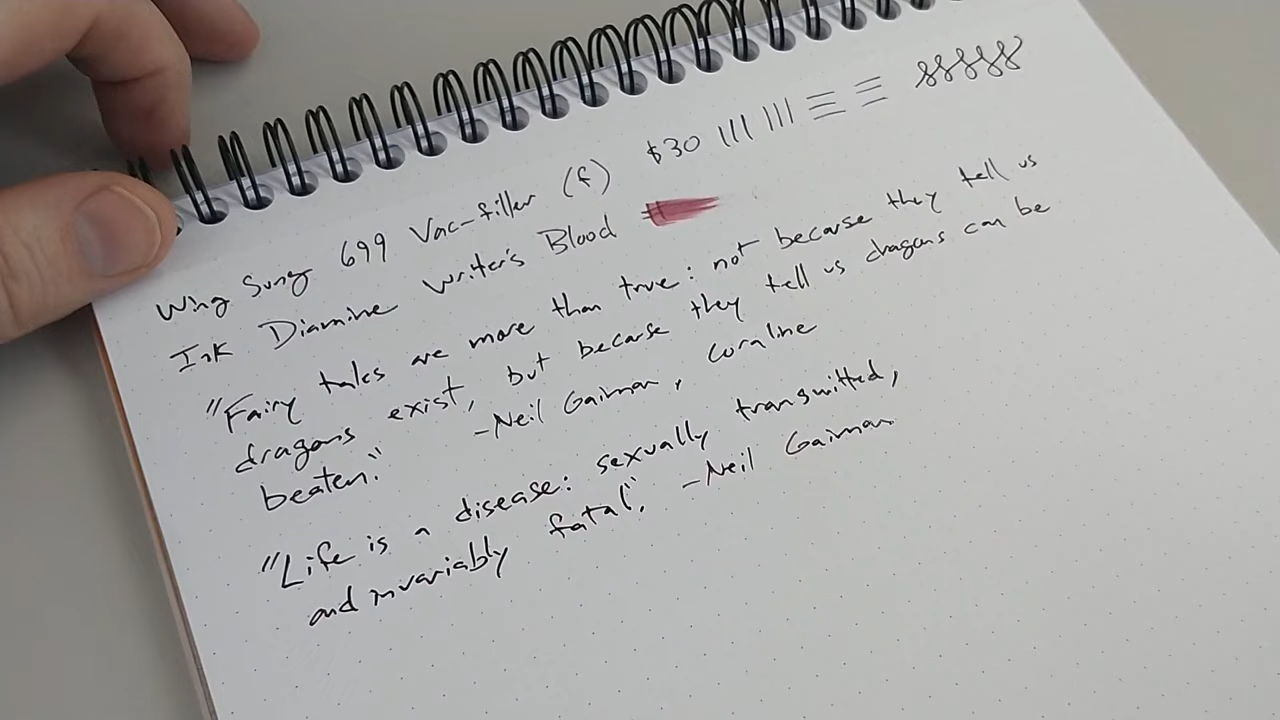 Wing Sung 699 Vac-filler (f) $30
Ink Diamine Writer's Blood
"Fairy tales are more than true: not because they tell us
dragons exist, but because they tell us dragons can be
beaten." -Neil Gaiman, Coraline
"Life is a disease: sexually transmitted,
and invariably fatal". -Neil Gaiman